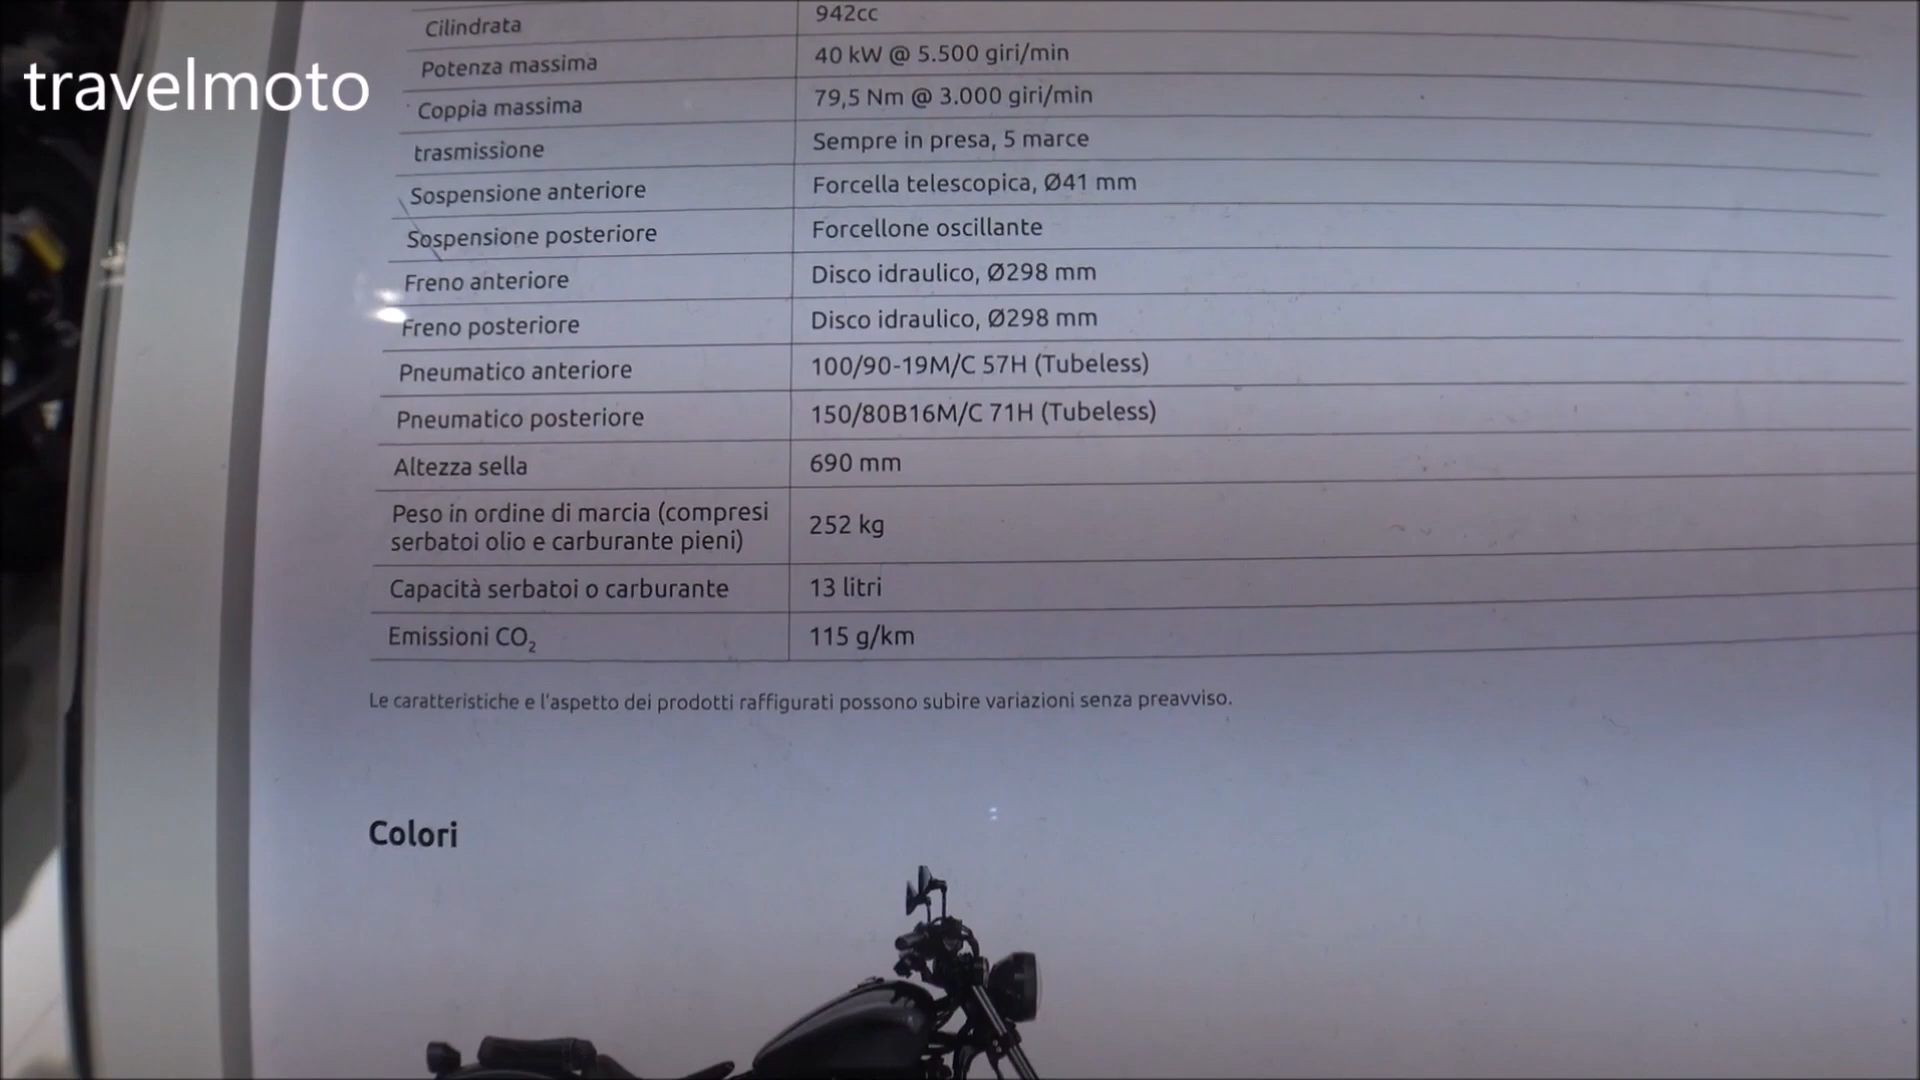 travelmoto
Cilindrata 942cc
Potenza massima 40 kW @ 5.500 giri/min
Coppia massima 79,5 Nm @ 3.000 giri/min
trasmissione Sempre in presa, 5 marce
Sospensione anteriore Forcella telescopica, Ø41 mm
Sospensione posteriore Forcellone oscillante
Freno anteriore Disco idraulico, Ø298 mm
Freno posteriore Disco idraulico, Ø298 mm
Pneumatico anteriore 100/90-19M/C 57H (Tubeless)
Pneumatico posteriore 150/80B16M/C 71H (Tubeless)
Altezza sella 690 mm
Peso in ordine di marcia (compresi
serbatoi olio e carburante pieni) 252 kg
Capacità serbatoi o carburante 13 litri
Emissioni CO₂ 115 g/km
Le caratteristiche e l'aspetto dei prodotti raffigurati possono subire variazioni senza preavviso.
Colori